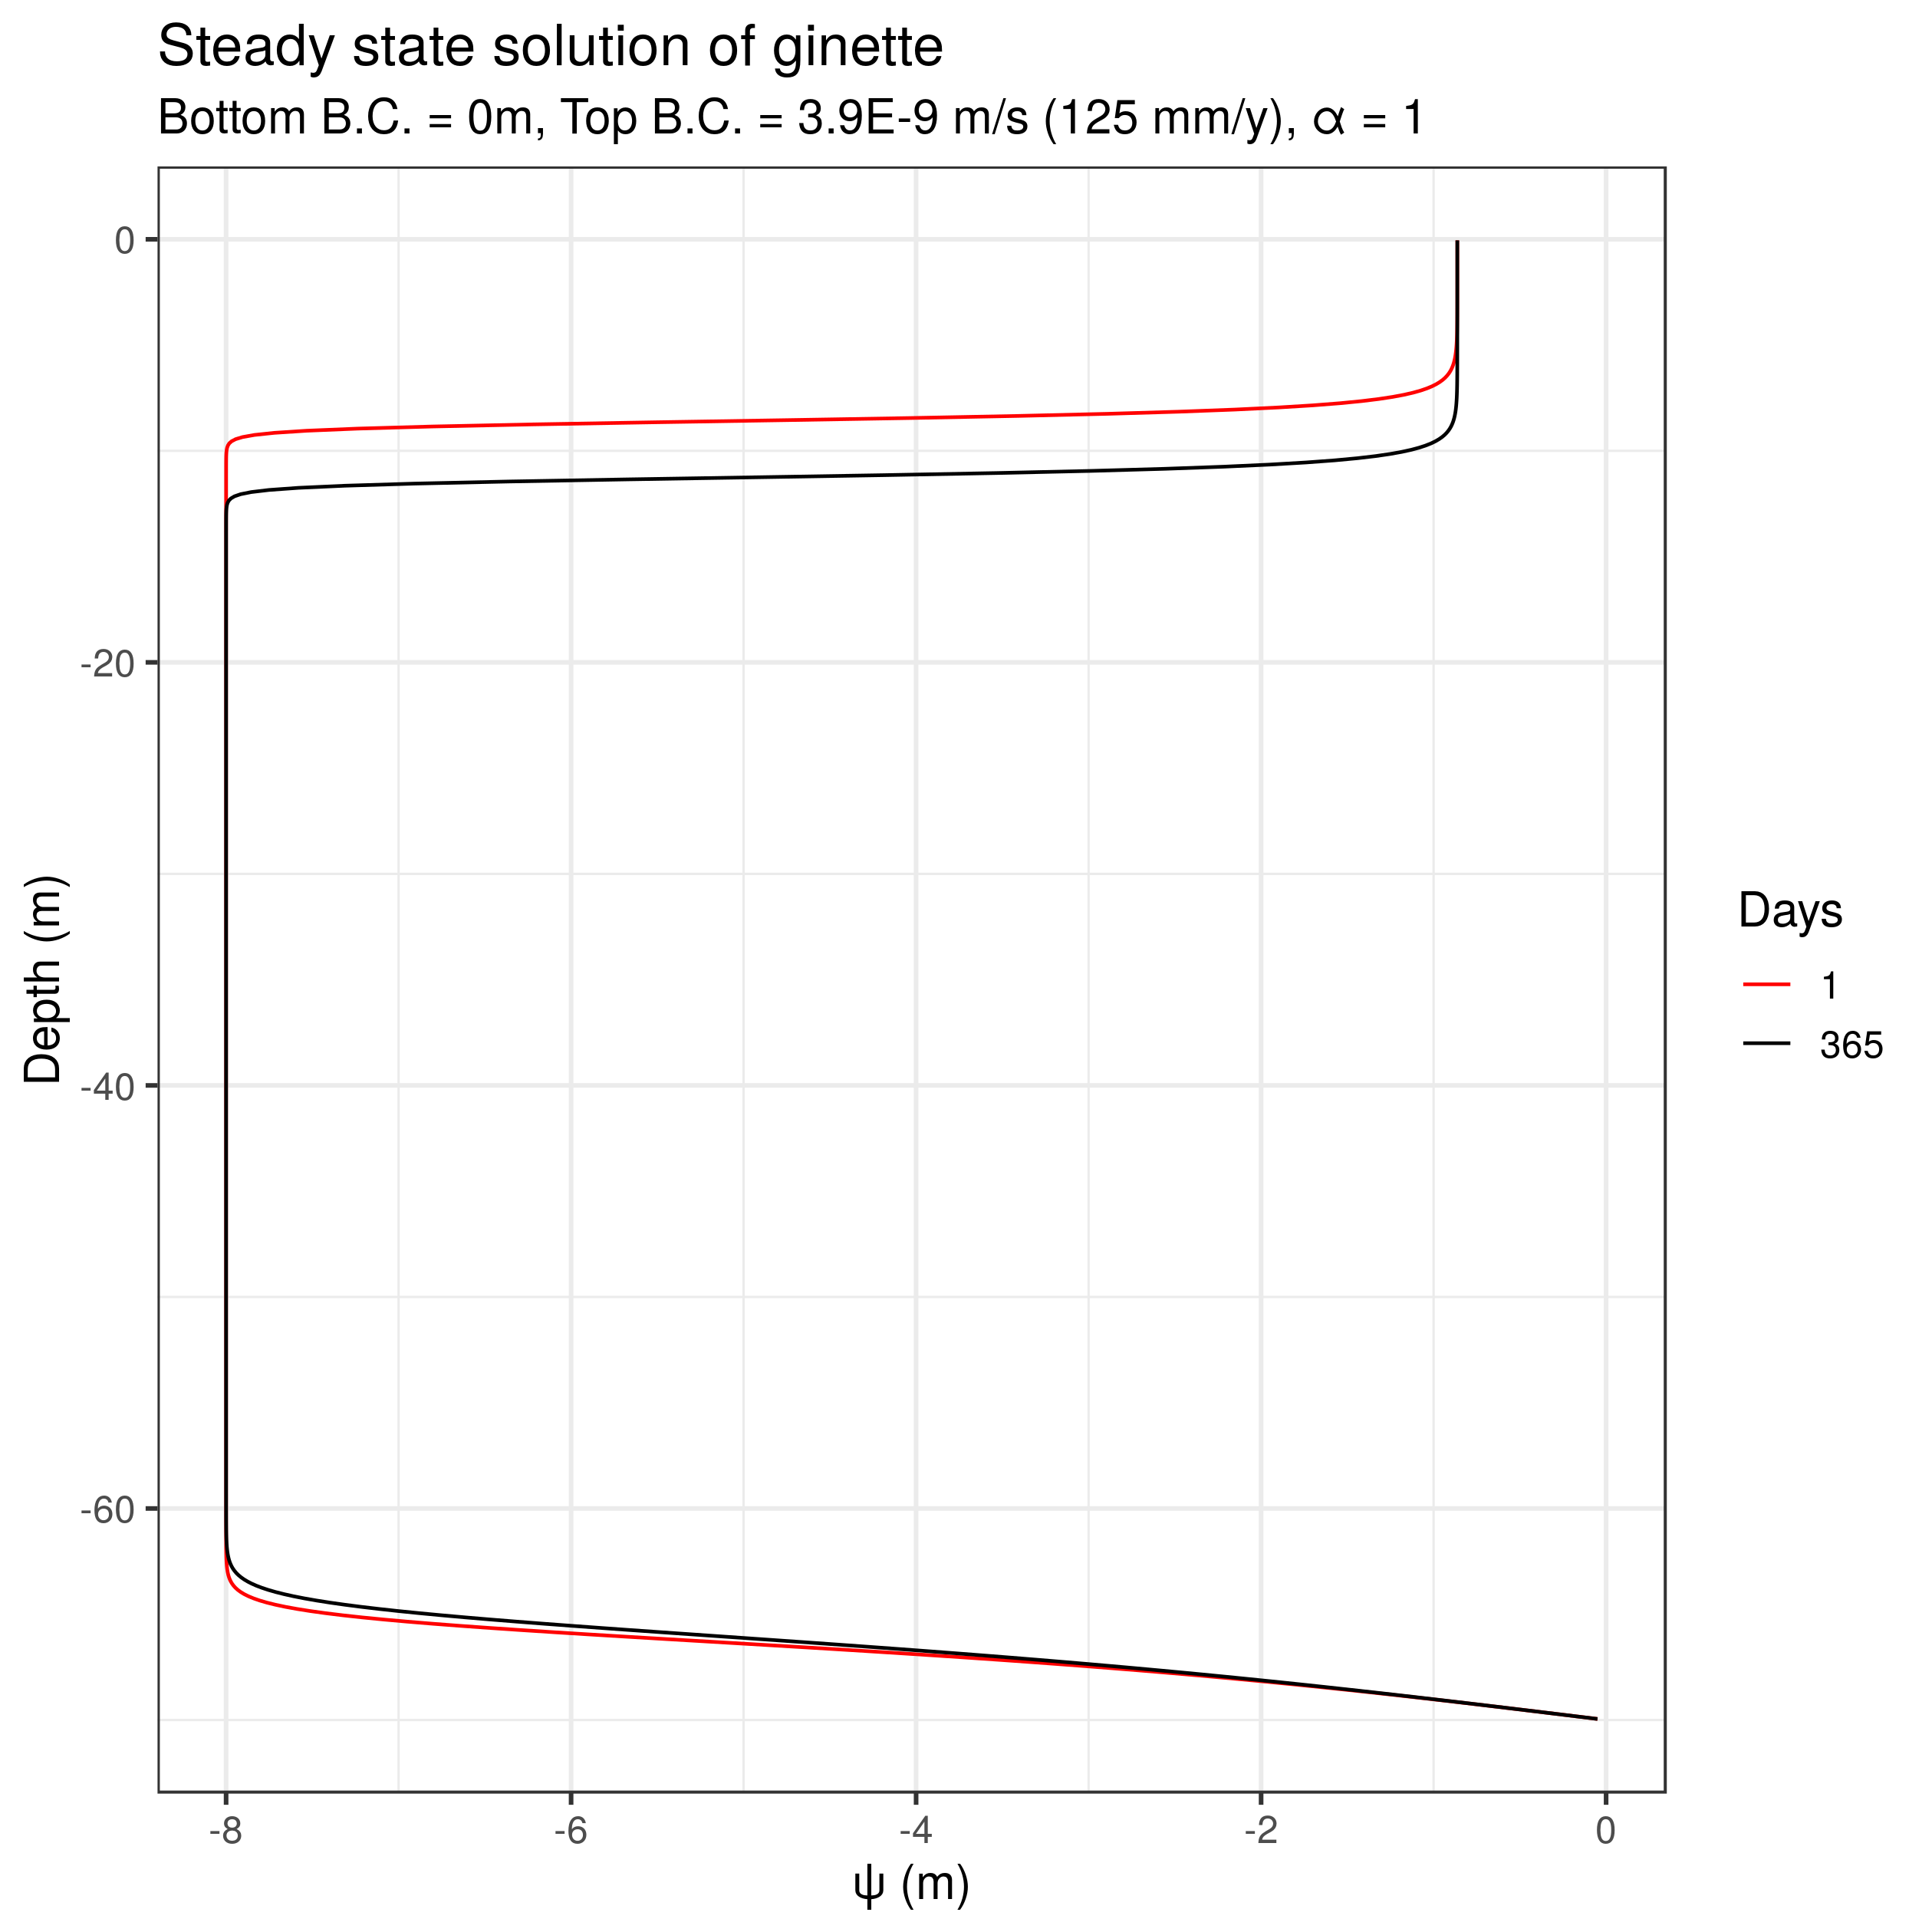 Steady state solution of ginette
Bottom B.C. = 0m, Top B.C. = 3.9E-9 m/s (125 mm/y), α = 1
0
-20
-40
-60
Depth (m)
-8
-6
-4
-2
0
ψ (m)
Days
1
365